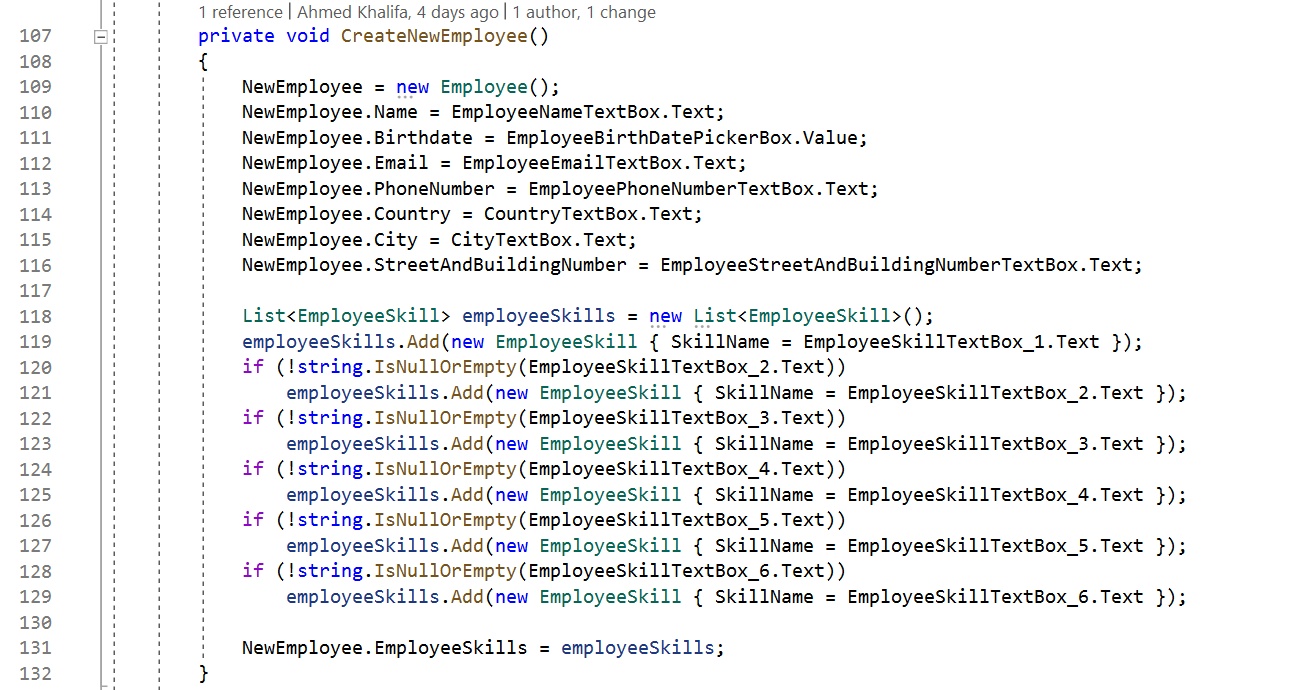 1 reference | Ahmed Khalifa, 4 days ago | 1 author, 1 change
107 private void CreateNewEmployee()
108 {
109 NewEmployee = new Employee();
110 NewEmployee.Name = EmployeeNameTextBox.Text;
111 NewEmployee.Birthdate = EmployeeBirthDatePickerBox.Value;
112 NewEmployee.Email = EmployeeEmailTextBox.Text;
113 NewEmployee.PhoneNumber = EmployeePhoneNumberTextBox.Text;
114 NewEmployee.Country = CountryTextBox.Text;
115 NewEmployee.City = CityTextBox.Text;
116 NewEmployee.StreetAndBuildingNumber = EmployeeStreetAndBuildingNumberTextBox.Text;
117
118 List<EmployeeSkill> employeeSkills = new List<EmployeeSkill>();
119 employeeSkills.Add(new EmployeeSkill { SkillName = EmployeeSkillTextBox_1.Text });
120 if (!string.IsNullOrEmpty(EmployeeSkillTextBox_2.Text))
121 employeeSkills.Add(new EmployeeSkill { SkillName = EmployeeSkillTextBox_2.Text });
122 if (!string.IsNullOrEmpty(EmployeeSkillTextBox_3.Text))
123 employeeSkills.Add(new EmployeeSkill { SkillName = EmployeeSkillTextBox_3.Text });
124 if (!string.IsNullOrEmpty(EmployeeSkillTextBox_4.Text))
125 employeeSkills.Add(new EmployeeSkill { SkillName = EmployeeSkillTextBox_4.Text });
126 if (!string.IsNullOrEmpty(EmployeeSkillTextBox_5.Text))
127 employeeSkills.Add(new EmployeeSkill { SkillName = EmployeeSkillTextBox_5.Text });
128 if (!string.IsNullOrEmpty(EmployeeSkillTextBox_6.Text))
129 employeeSkills.Add(new EmployeeSkill { SkillName = EmployeeSkillTextBox_6.Text });
130
131 NewEmployee.EmployeeSkills = employeeSkills;
132 }